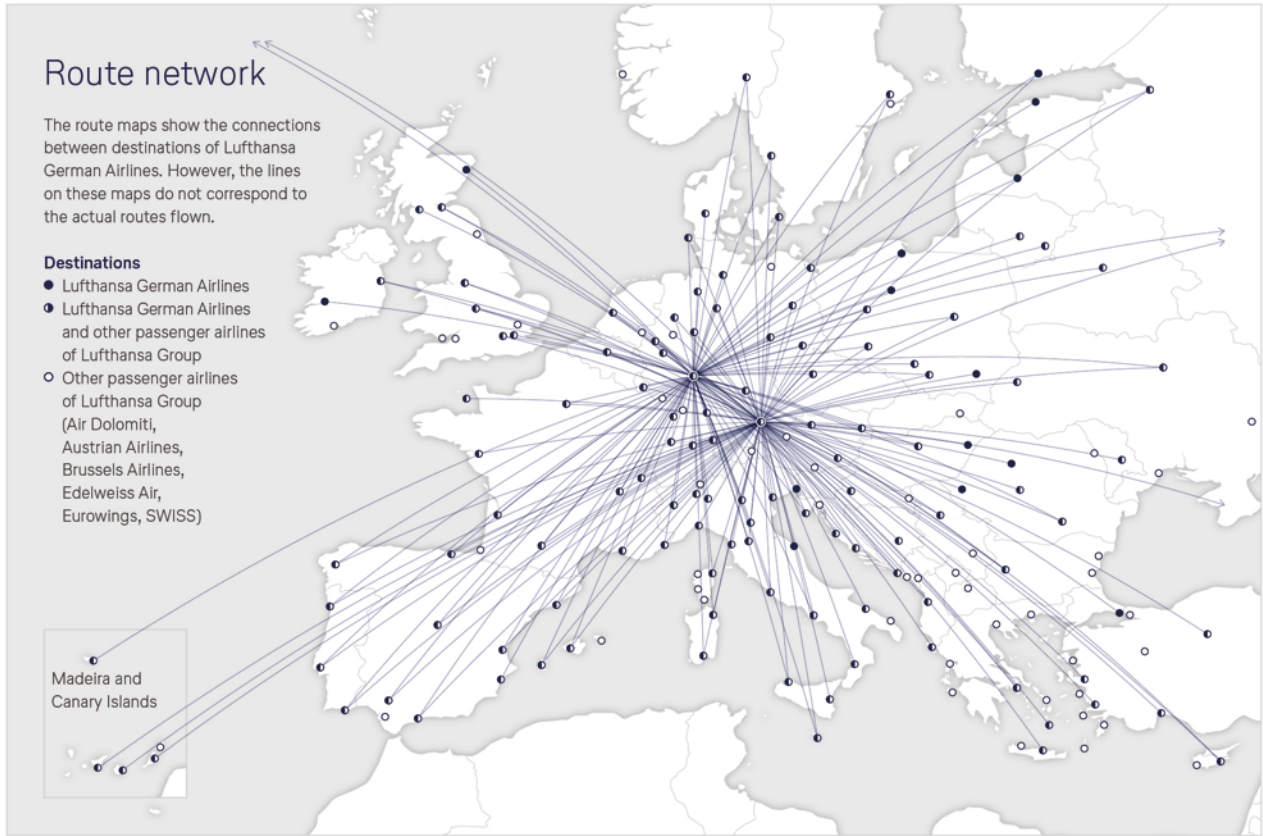 Route network
The route maps show the connections
between destinations of Lufthansa
German Airlines. However, the lines
on these maps do not correspond to
the actual routes flown.
Destinations
Lufthansa German Airlines
Lufthansa German Airlines
and other passenger airlines
of Lufthansa Group
Other passenger airlines
of Lufthansa Group
(Air Dolomiti,
Austrian Airlines,
Brussels Airlines,
Edelweiss Air,
Eurowings, SWISS)
Madeira and
Canary Islands